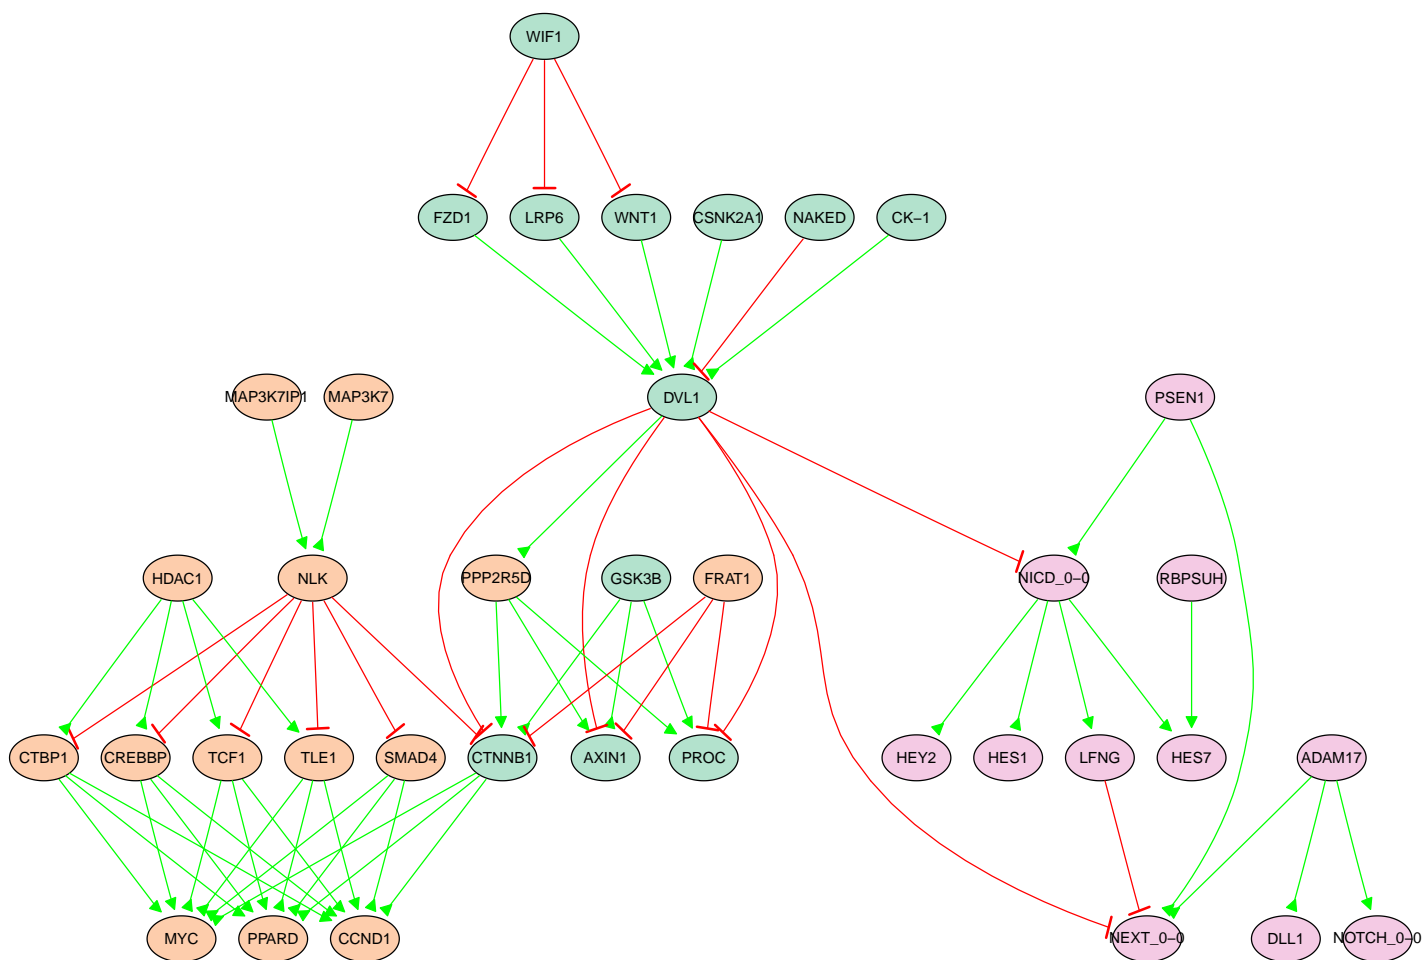 WIF1
FZD1
LRP6
WNT1
CSNK2A1
NAKED
CK−1
MAP3K7IP1
MAP3K7
DVL1
PSEN1
HDAC1
NLK
PPP2R5D
GSK3B
FRAT1
NICD_0−0
RBPSUH
CTBP1
CREBBP
TCF1
TLE1
SMAD4
CTNNB1
AXIN1
PROC
HEY2
HES1
LFNG
HES7
ADAM17
MYC
PPARD
CCND1
NEXT_0−0
DLL1
NOTCH_0−0